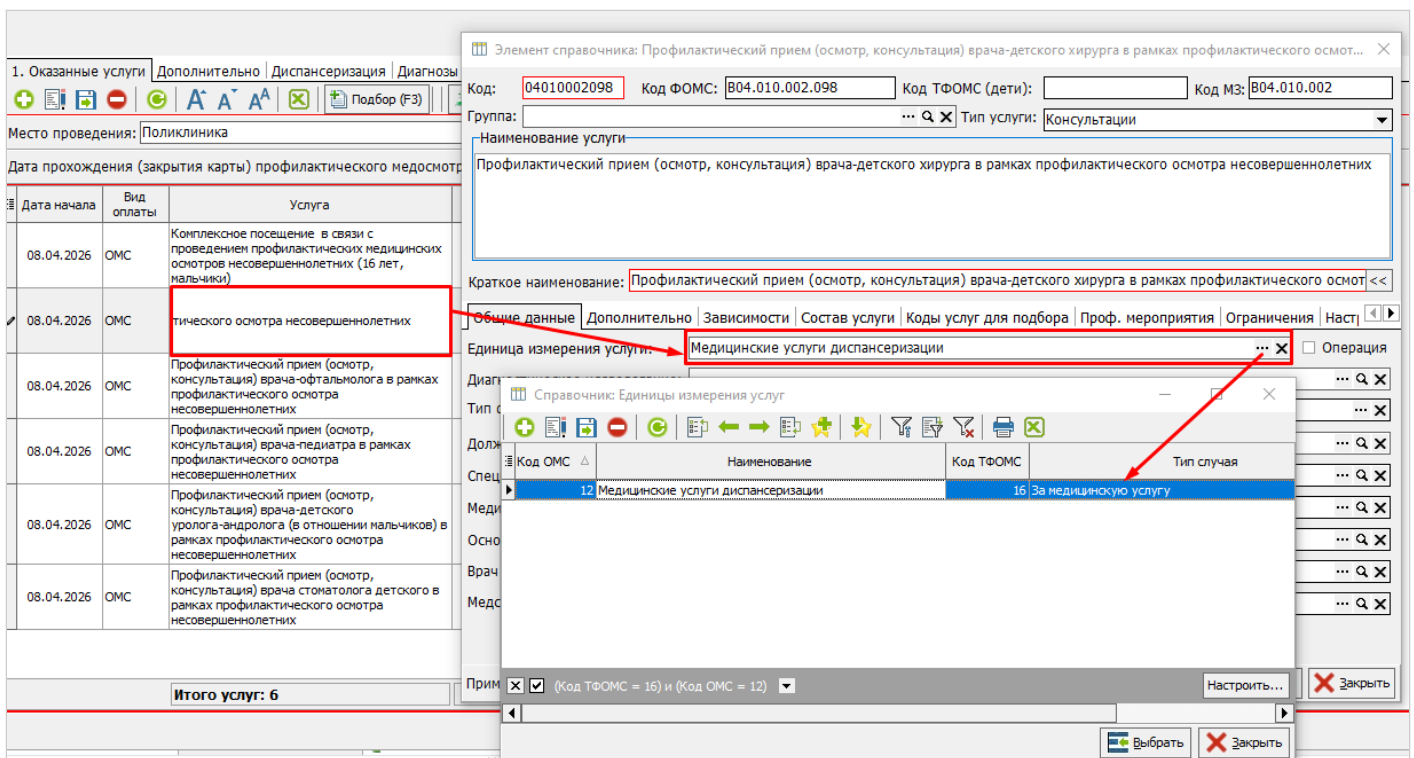 Элемент справочника: Профилактический прием (осмотр, консультация) врача-детского хирурга в рамках профилактического осмот...
1. Оказанные услуги Дополнительно Диспансеризация Диагнозы
Код: 04010002098 Код ФОМС: B04.010.002.098 Код ТФОМС (дети): Код МЗ: B04.010.002
Подбор (F3)
Группа: Тип услуги: Консультации
Место проведения: Поликлиника
Наименование услуги
Дата прохождения (закрытия карты) профилактического медосмотр
Профилактический прием (осмотр, консультация) врача-детского хирурга в рамках профилактического осмотра несовершеннолетних
Дата начала Вид оплаты Услуга
08.04.2026 ОМС Комплексное посещение в связи с
проведением профилактических медицинских
осмотров несовершеннолетних (16 лет,
мальчики)
Краткое наименование: Профилактический прием (осмотр, консультация) врача-детского хирурга в рамках профилактического осмот <<
08.04.2026 ОМС тического осмотра несовершеннолетних
Общие данные Дополнительно Зависимости Состав услуги Коды услуг для подбора Проф. мероприятия Ограничения Настр
Единица измерения услуги: Медицинские услуги диспансеризации ... Операция
08.04.2026 ОМС Профилактический прием (осмотр,
консультация) врача-офтальмолога в рамках
профилактического осмотра
несовершеннолетних
Справочник: Единицы измерения услуг
Тип
Долж
Спец
Меди
Осно
Врач
Медс
Код ОМС Наименование Код ТФОМС Тип случая
12 Медицинские услуги диспансеризации 16 За медицинскую услугу
08.04.2026 ОМС Профилактический прием (осмотр,
консультация) врача-педиатра в рамках
профилактического осмотра
несовершеннолетних
08.04.2026 ОМС Профилактический прием (осмотр,
консультация) врача-детского
уролога-андролога (в отношении мальчиков) в
рамках профилактического осмотра
несовершеннолетних
08.04.2026 ОМС Профилактический прием (осмотр,
консультация) врача стоматолога детского в
рамках профилактического осмотра
несовершеннолетних
Итого услуг: 6
Прим (Код ТФОМС = 16) и (Код ОМС = 12) Настроить... Закрыть
Выбрать Закрыть